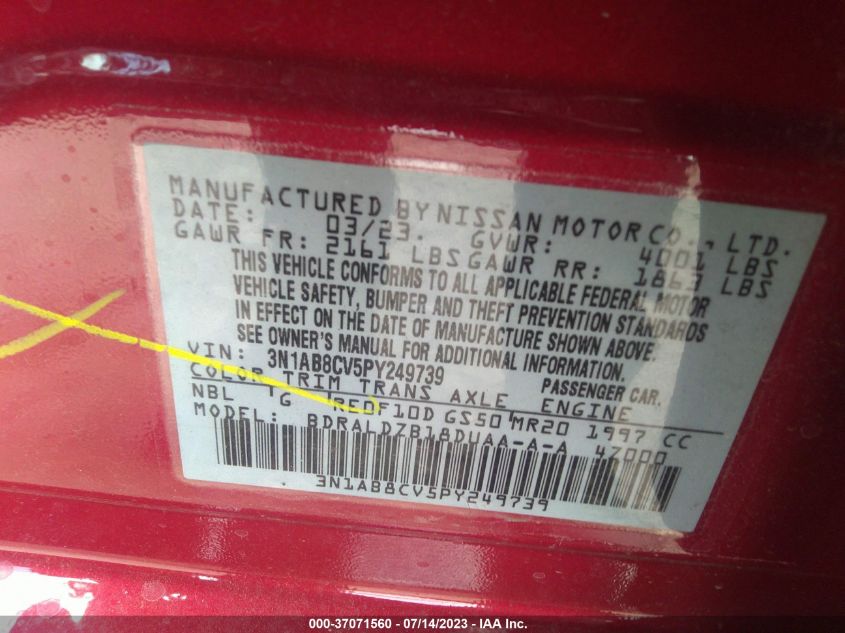 MANUFACTURED BY NISSAN MOTOR CO., LTD.
DATE: 03/23. GVWR: 4001 LBS
GAWR FR: 2161 LBS GAWR RR: 1863 LBS
THIS VEHICLE CONFORMS TO ALL APPLICABLE FEDERAL MOTOR
VEHICLE SAFETY, BUMPER AND THEFT PREVENTION STANDARDS
IN EFFECT ON THE DATE OF MANUFACTURE SHOWN ABOVE.
SEE OWNER'S MANUAL FOR ADDITIONAL INFORMATION.
VIN: 3N1AB8CV5PY249739 PASSENGER CAR.
COLOR TRIM TRANS AXLE ENGINE
NBL G RE0F10D GS50 MR20 1997 CC
MODEL: BDRALDZB18DUAA-A-A 47000
3N1AB8CV5PY249739
000-37071560 - 07/14/2023 - IAAI Inc.